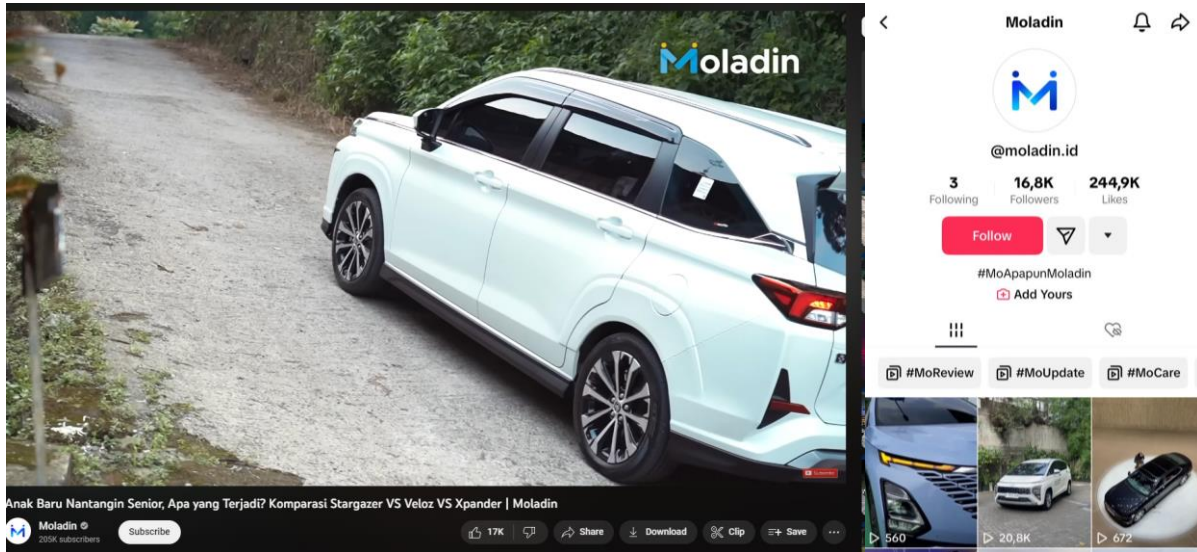 Moladin
Subscribe
Anak Baru Nantangin Senior, Apa yang Terjadi? Komparasi Stargazer VS Veloz VS Xpander | Moladin
Moladin
205K subscribers
Subscribe
17K
Share
Download
Clip
Save
...
Moladin
@moladin.id
3
16,8K
244,9K
Following
Followers
Likes
Follow
#MoApapunMoladin
Add Yours
#MoReview
#MoUpdate
#MoCare
560
20,8K
672